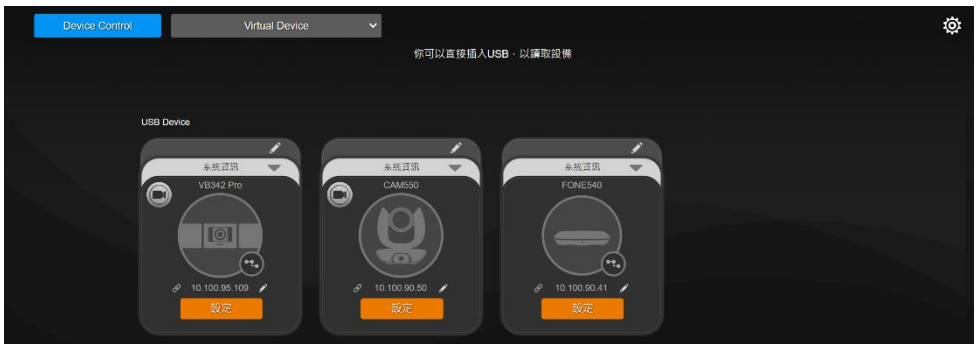 Device Control
Virtual Device
你可以直接插入USB，以讀取設備
USB Device
系統資訊
系統資訊
系統資訊
VB342 Pro
CAM550
FONE540
10.100.95.109
10.100.90.50
10.100.90.41
設定
設定
設定